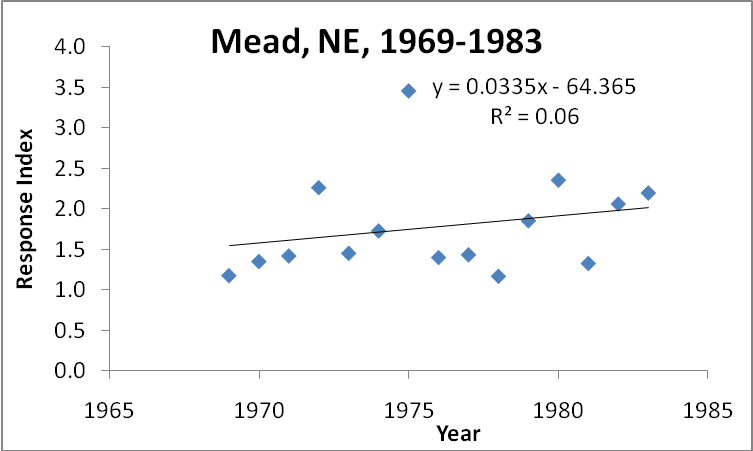 Mead, NE, 1969-1983
y = 0.0335x - 64.365
R² = 0.06
Response Index
4.0
3.5
3.0
2.5
2.0
1.5
1.0
0.5
0.0
1965 1970 1975 1980 1985
Year